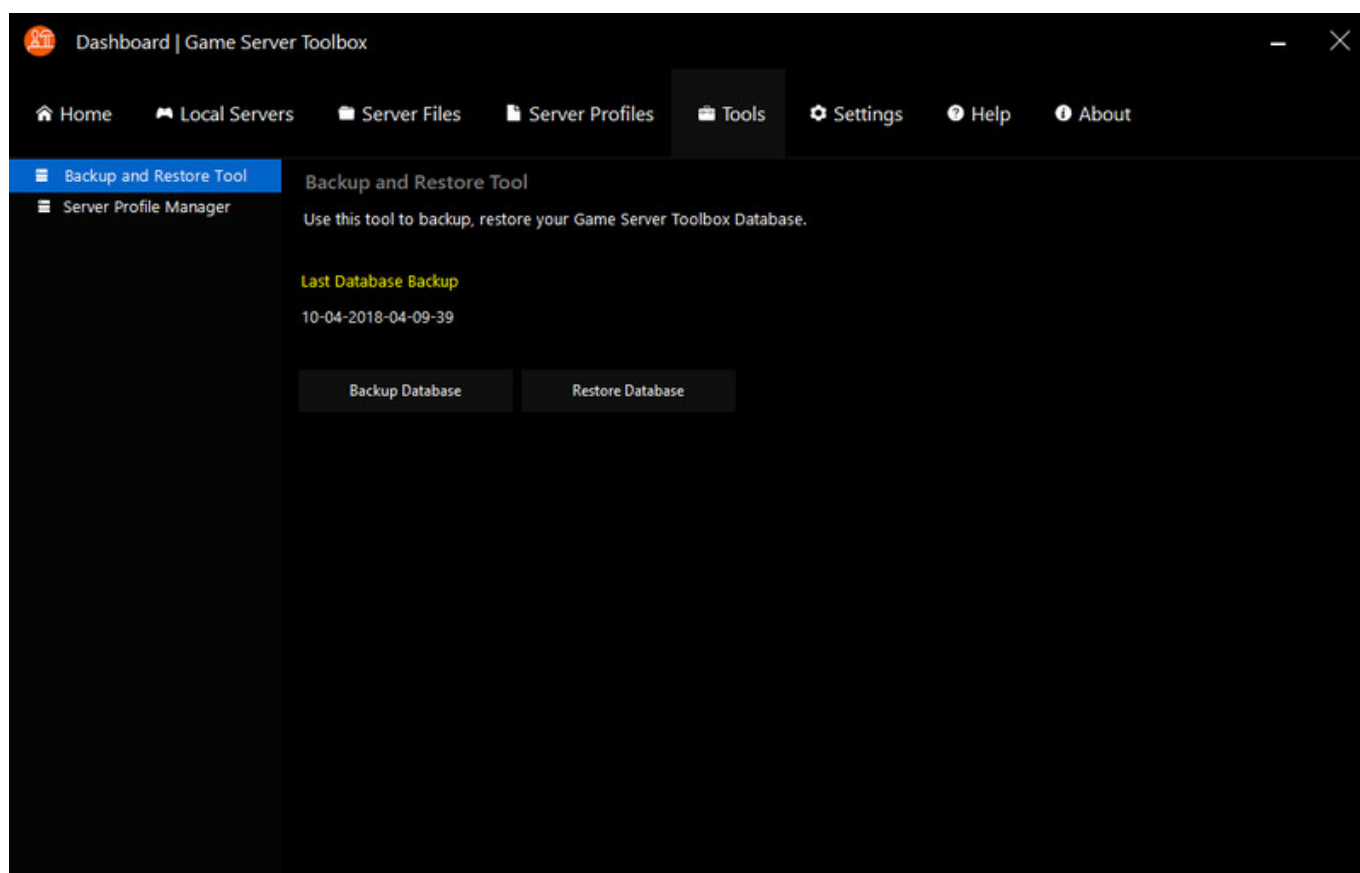 Dashboard | Game Server Toolbox
Home Local Servers Server Files Server Profiles Tools Settings Help About
Backup and Restore Tool
Server Profile Manager
Backup and Restore Tool
Use this tool to backup, restore your Game Server Toolbox Database.
Last Database Backup
10-04-2018-04-09-39
Backup Database Restore Database